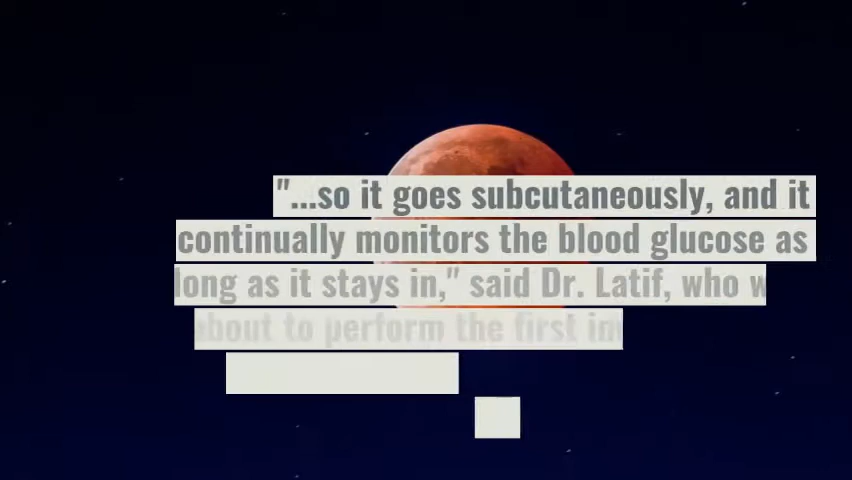 "...so it goes subcutaneously, and it
continually monitors the blood glucose as
long as it stays in," said Dr. Latif, who
about to perform the first